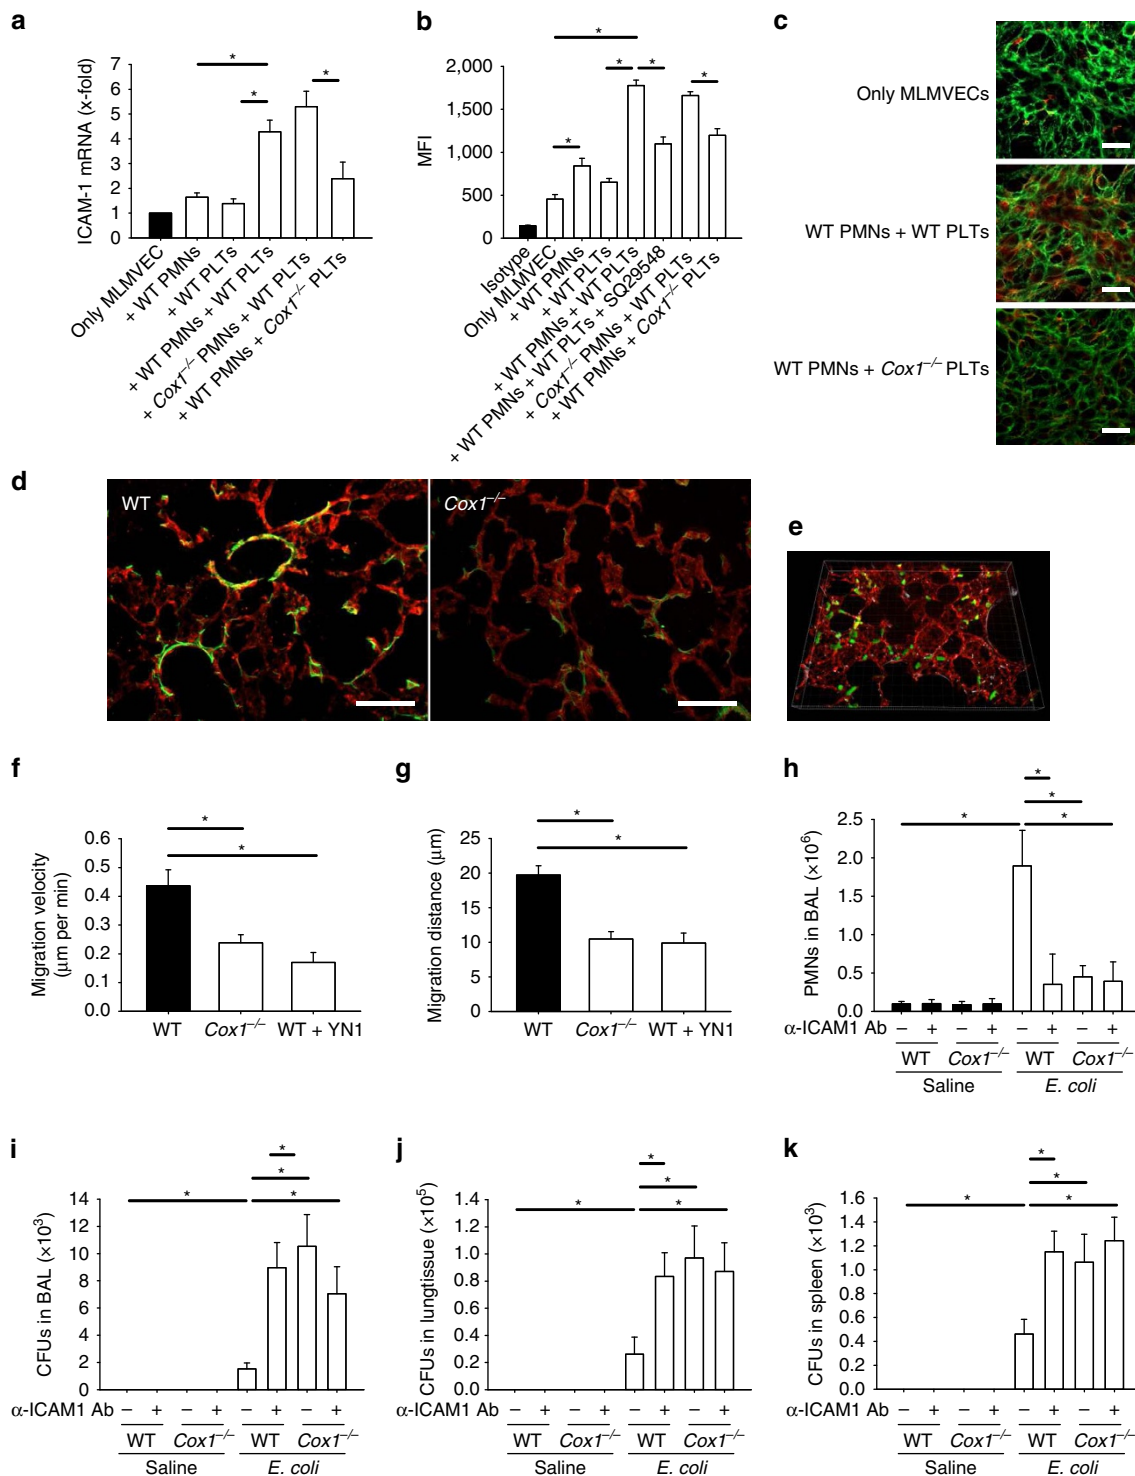 a
ICAM-1 mRNA (x-fold)
7
6
5
4
3
2
1
0
*
*
*
Only MLMVEC
+ WT PMNs
+ WT PLTs
+ WT PMNs + WT PLTs
+ Cox1–/– PMNs + WT PLTs
+ WT PMNs + Cox1–/– PLTs
b
MFI
2,000
1,500
1,000
500
0
*
*
*
*
*
Isotype
Only MLMVEC
+ WT PMNs
+ WT PLTs
+ WT PMNs + WT PLTs
+ WT PMNs + WT PLTs + SQ29548
+ Cox1–/– PMNs + WT PLTs
+ WT PMNs + Cox1–/– PLTs
c
Only MLMVECs
WT PMNs + WT PLTs
WT PMNs + Cox1–/– PLTs
d
WT
Cox1–/–
e
f
Migration velocity
(μm per min)
0.6
0.5
0.4
0.3
0.2
0.1
0.0
*
*
WT
Cox1–/–
WT + YN1
g
Migration distance (μm)
25
20
15
10
5
0
*
*
WT
Cox1–/–
WT + YN1
h
PMNs in BAL (×10⁶)
2.5
2.0
1.5
1.0
0.5
0.0
*
*
*
*
α-ICAM1 Ab – + – + – + – +
WT Cox1–/– WT Cox1–/–
Saline E. coli
i
CFUs in BAL (×10³)
14
12
10
8
6
4
2
0
*
*
*
*
α-ICAM1 Ab – + – + – + – +
WT Cox1–/– WT Cox1–/–
Saline E. coli
j
CFUs in lungtissue (×10⁵)
1.4
1.2
1.0
0.8
0.6
0.4
0.2
0.0
*
*
*
*
– + – + – + – +
WT Cox1–/– WT Cox1–/–
Saline E. coli
k
CFUs in spleen (×10³)
1.6
1.4
1.2
1.0
0.8
0.6
0.4
0.2
0.0
*
*
*
*
α-ICAM1 Ab – + – + – + – +
WT Cox1–/– WT Cox1–/–
Saline E. coli